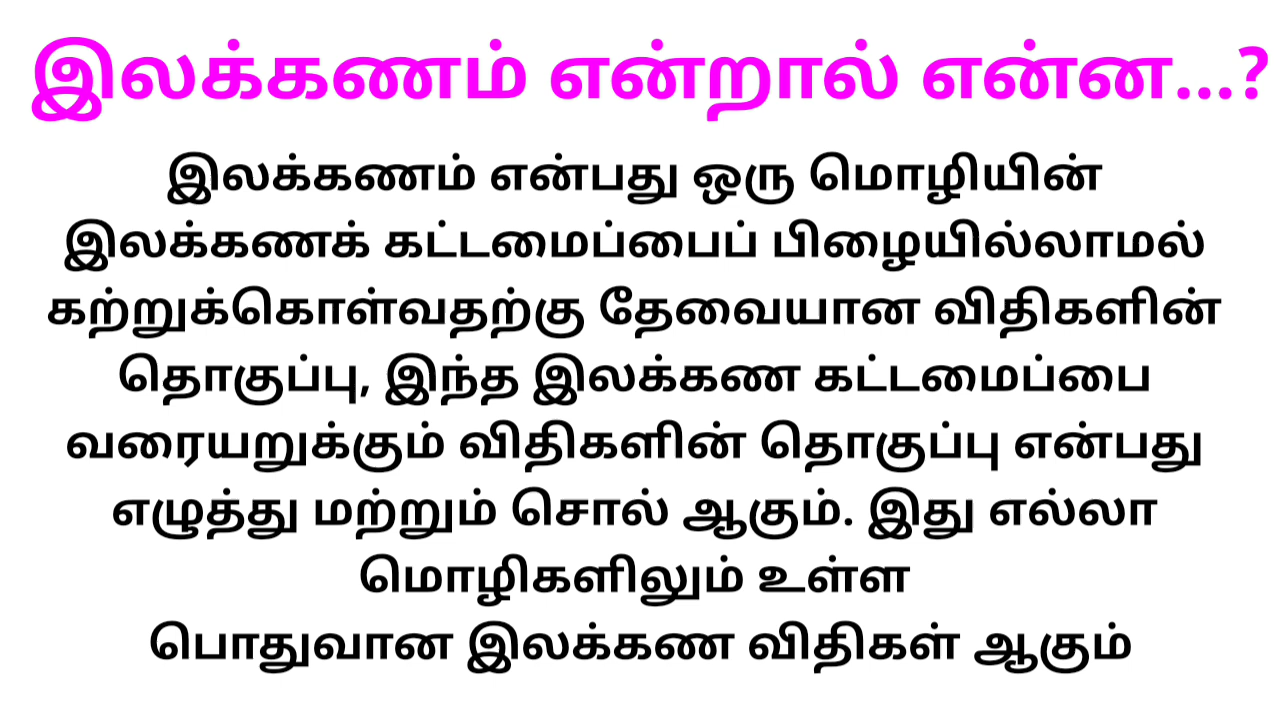 இலக்கணம் என்றால் என்ன...?
இலக்கணம் என்பது ஒரு மொழியின்
இலக்கணக் கட்டமைப்பைப் பிழையில்லாமல்
கற்றுக்கொள்வதற்கு தேவையான விதிகளின்
தொகுப்பு, இந்த இலக்கண கட்டமைப்பை
வரையறுக்கும் விதிகளின் தொகுப்பு என்பது
எழுத்து மற்றும் சொல் ஆகும். இது எல்லா
மொழிகளிலும் உள்ள
பொதுவான இலக்கண விதிகள் ஆகும்